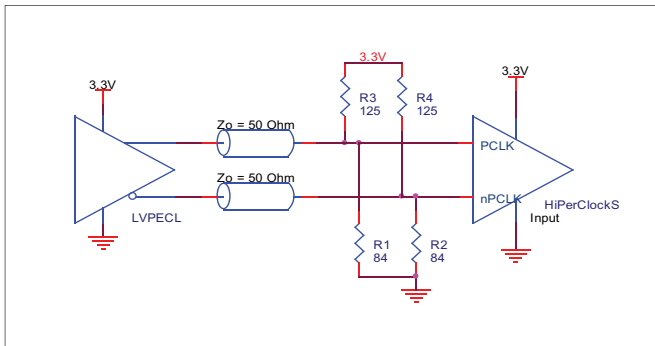 3.3V
3.3V
3.3V
R3
125
R4
125
Zo = 50 Ohm
PCLK
Zo = 50 Ohm
nPCLK
HiPerClockS
Input
LVPECL
R1
84
R2
84